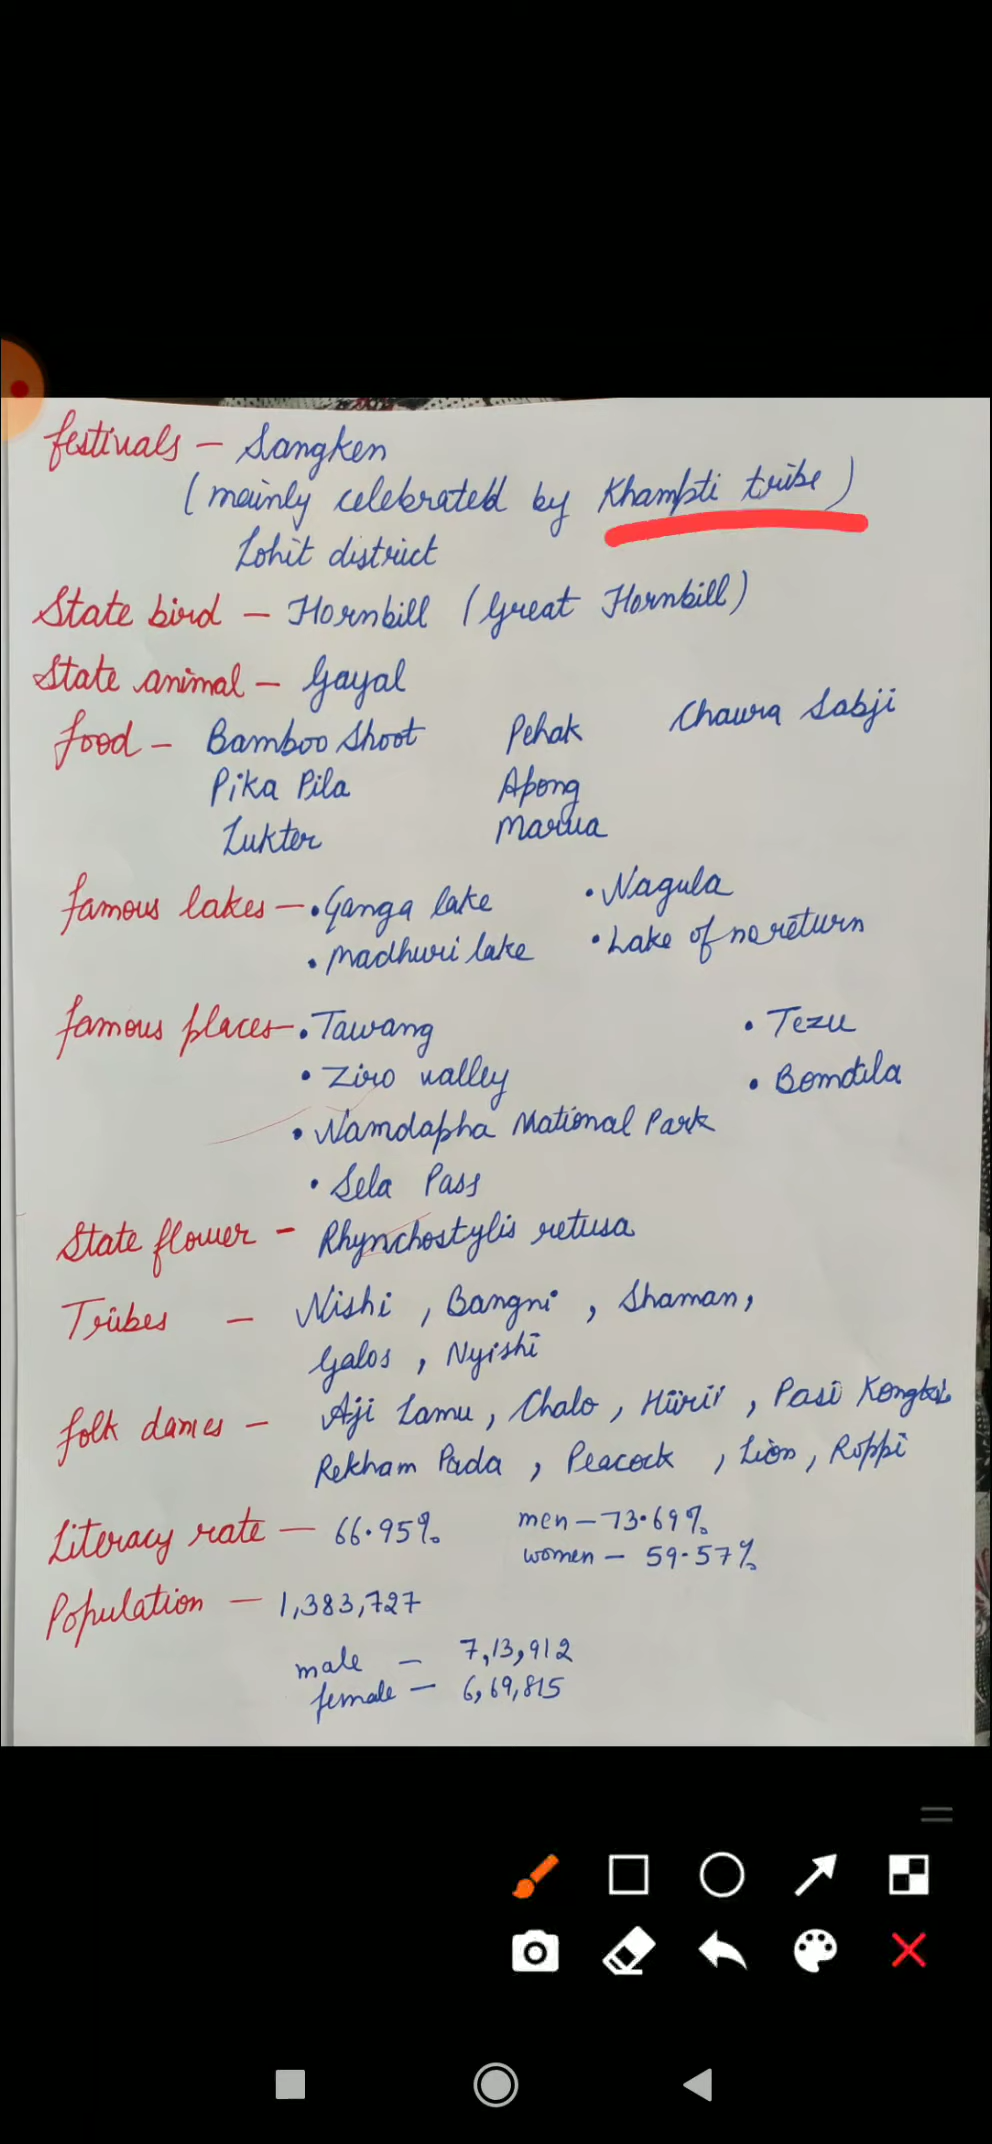 festivals - Sangken
(mainly celebrated by Khampti tribe)
Lohit district
State bird - Hornbill (Great Hornbill)
State animal - Gayal
food - Bamboo Shoot Pehak Chawra Sabji
Pika Pila Apong
Lukter Marua
famous lakes - • Ganga lake • Nagula
• Madhuri lake • Lake of no return
famous places - • Tawang • Tezu
• Ziro valley • Bomdila
• Namdapha National Park
• Sela Pass
State flower - Rhynchostylis retusa
Tribes - Nishi, Bangni, Shaman,
Galos, Nyishi
folk dances - Aji Lamu, Chalo, Hiirii, Pasi Kongki
Rekham Pada, Peacock, Lion, Roppi
Literacy rate - 66.95% men - 73.69%
women - 59.57%
Population - 1,383,727
male - 7,13,912
female - 6,69,815